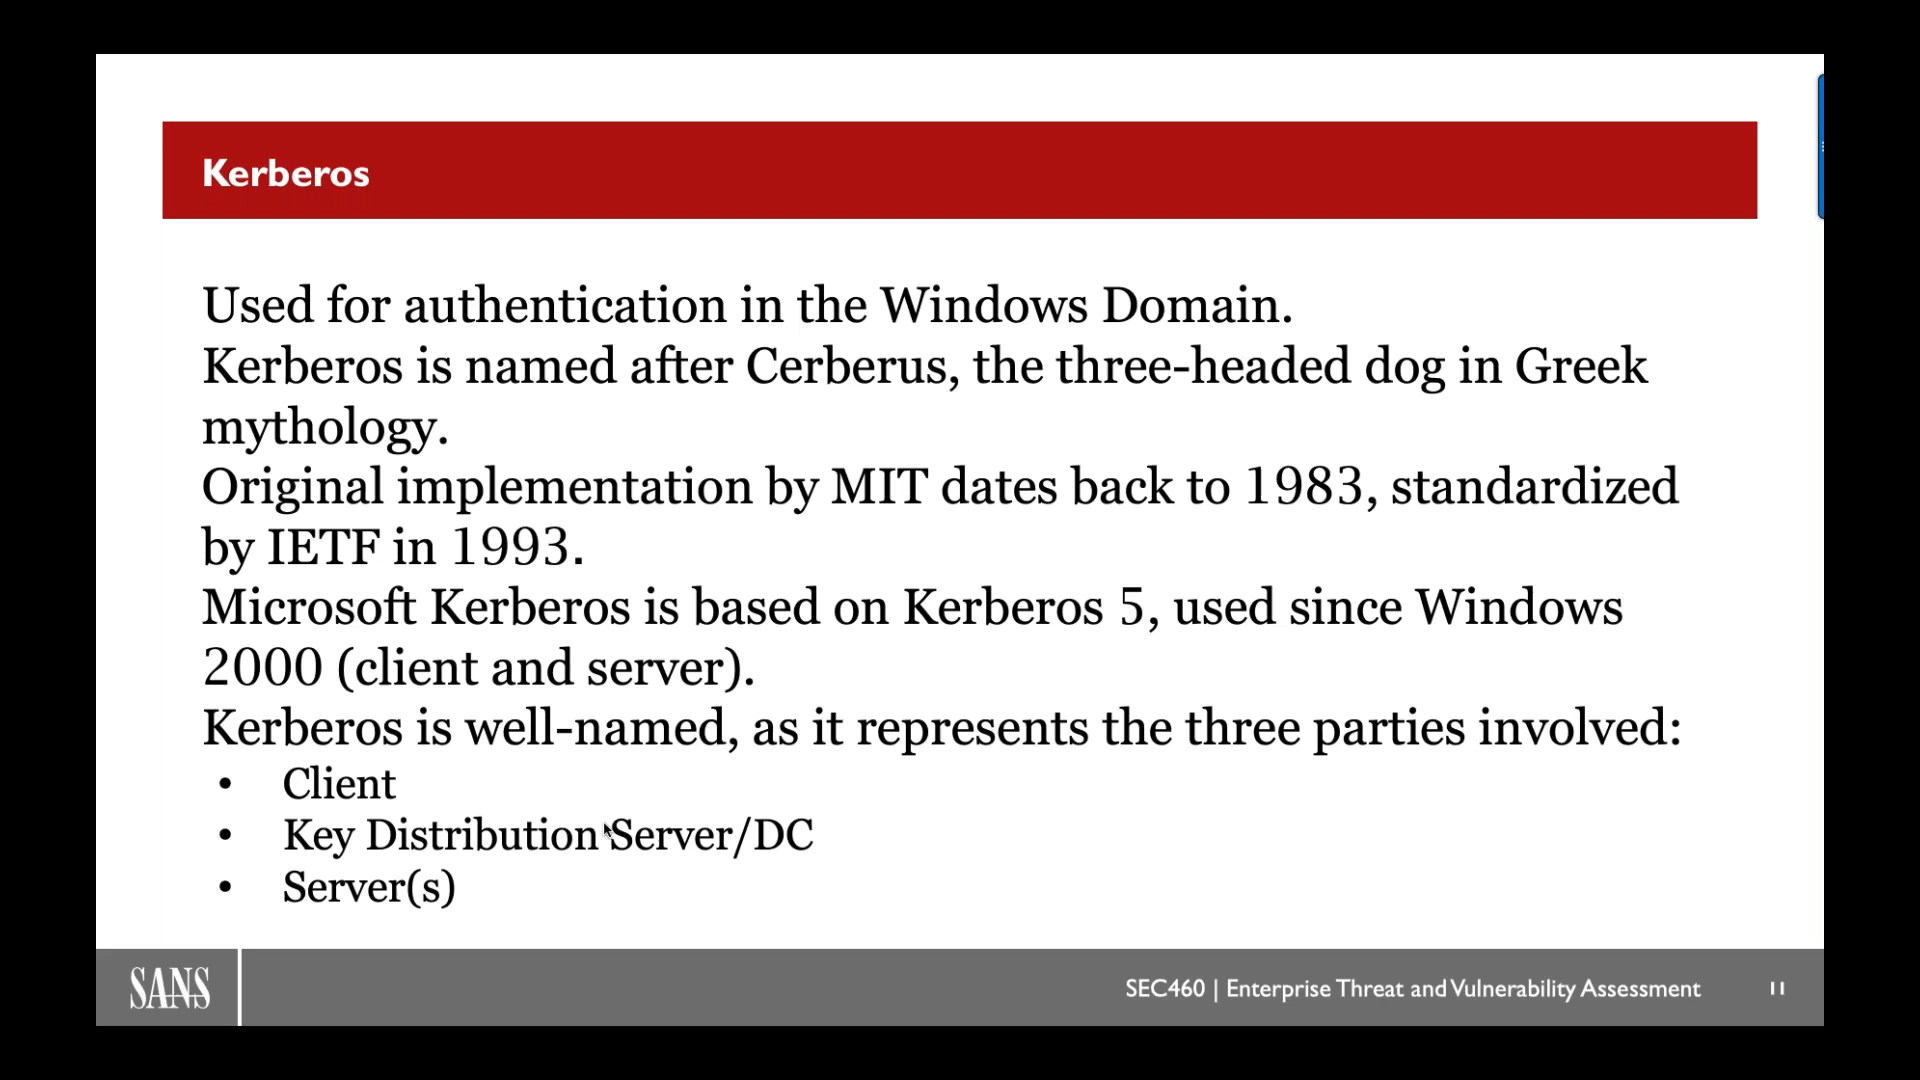 Kerberos
Used for authentication in the Windows Domain.
Kerberos is named after Cerberus, the three-headed dog in Greek
mythology.
Original implementation by MIT dates back to 1983, standardized
by IETF in 1993.
Microsoft Kerberos is based on Kerberos 5, used since Windows
2000 (client and server).
Kerberos is well-named, as it represents the three parties involved:
• Client
• Key Distribution Server/DC
• Server(s)
SANS
SEC460 | Enterprise Threat and Vulnerability Assessment
11